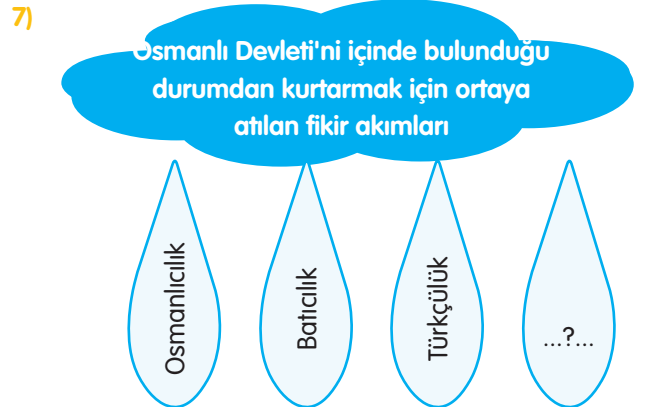 7)
Osmanlı Devleti'ni içinde bulunduğu
durumdan kurtarmak için ortaya
atılan fikir akımları
Osmanlıcılık
Batıcılık
Türkçülük
...?...